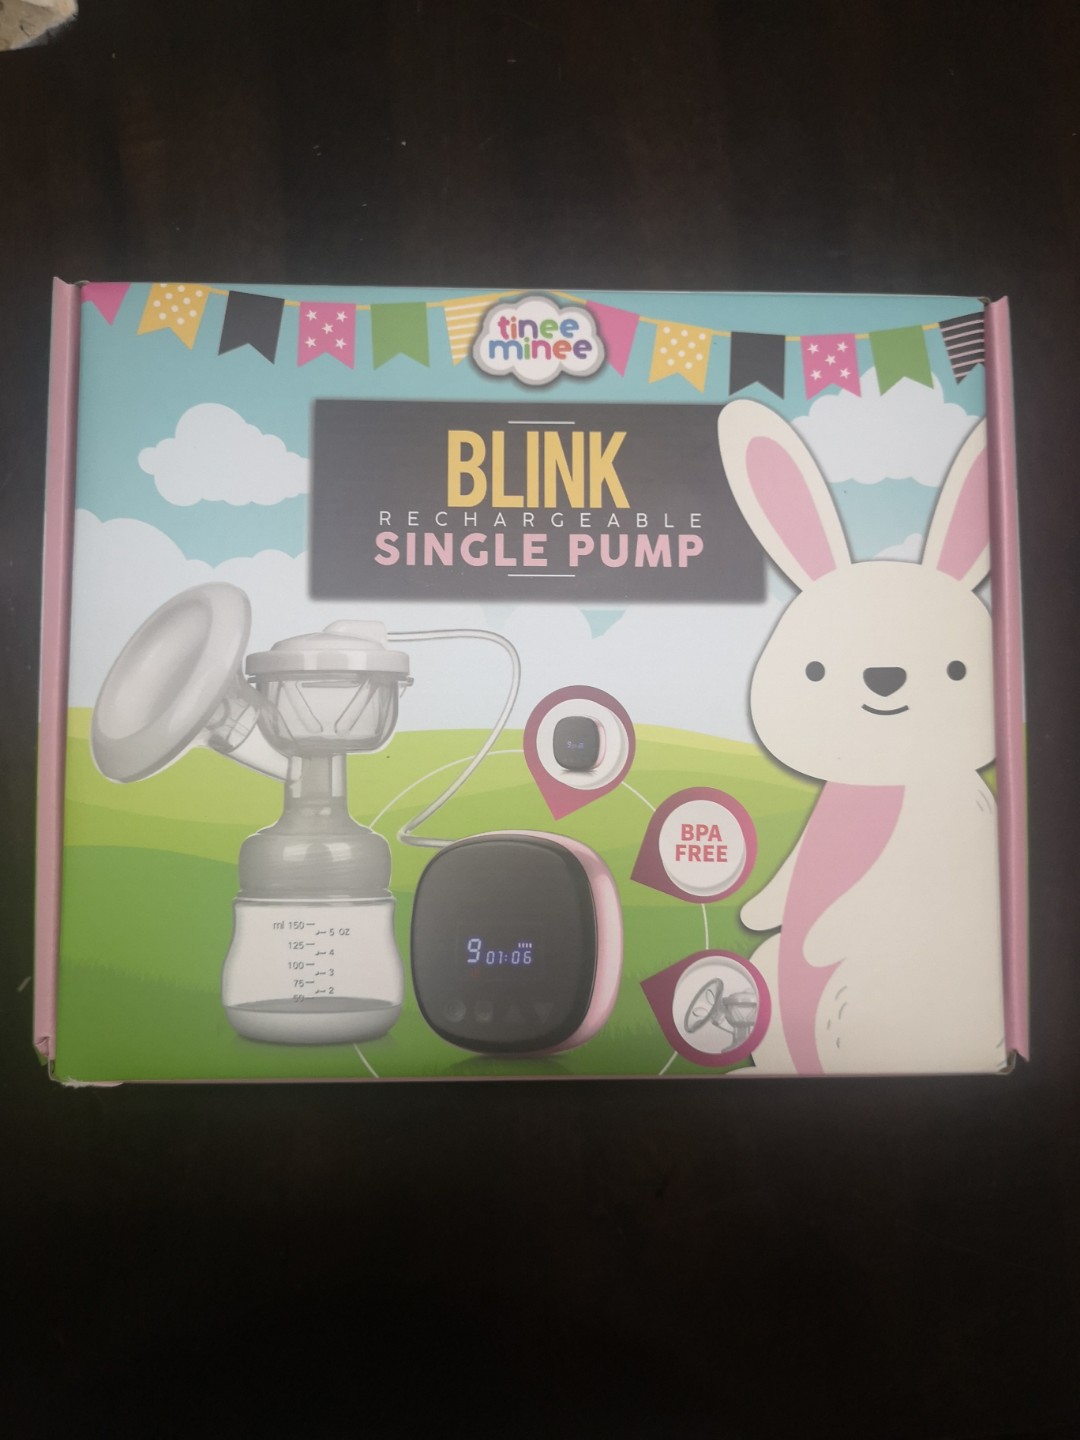 tinee
minee
BLINK
RECHARGEABLE
SINGLE PUMP
BPA
FREE
ml 150
5 OZ
125
4
100
3
75
2
50
9 01:06